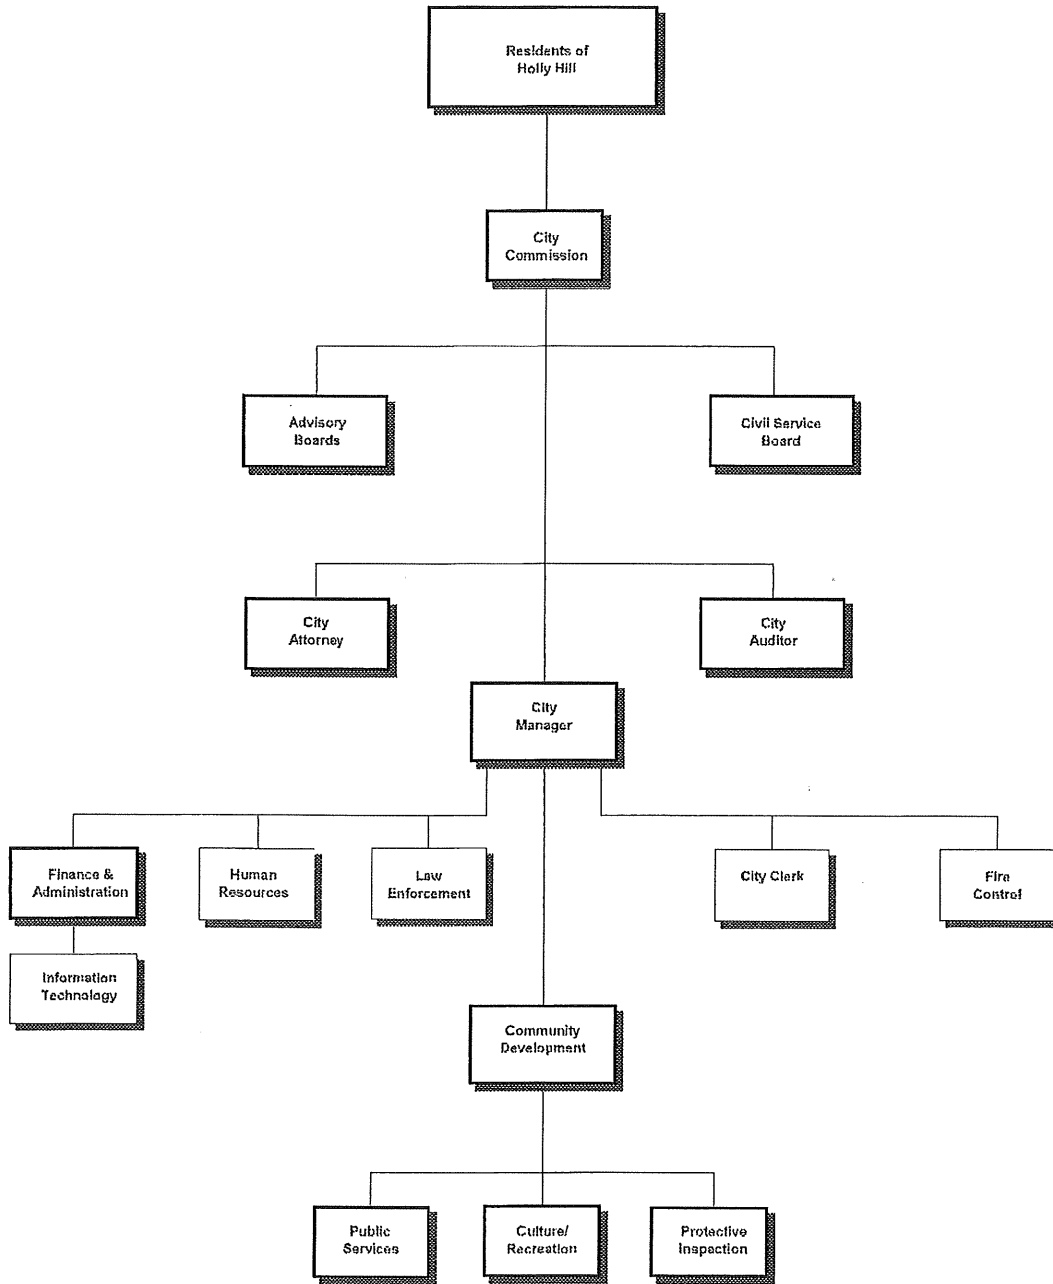 Residents of
Holly Hill
City
Commission
Advisory
Boards
Civil Service
Board
City
Attorney
City
Auditor
City
Manager
Finance &
Administration
Human
Resources
Law
Enforcement
City Clerk
Fire
Control
Information
Technology
Community
Development
Public
Services
Culture/
Recreation
Protective
Inspection